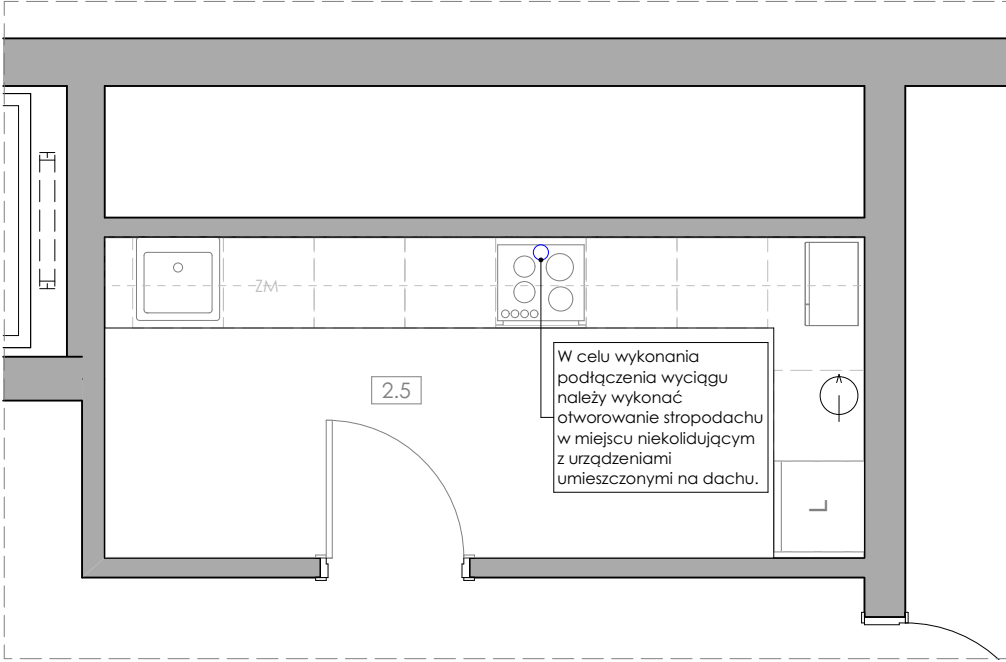 ZM
2.5
W celu wykonania
podłączenia wyciągu
należy wykonać
otworowanie stropodachu
w miejscu niekolidującym
z urządzeniami
umieszczonymi na dachu.
L